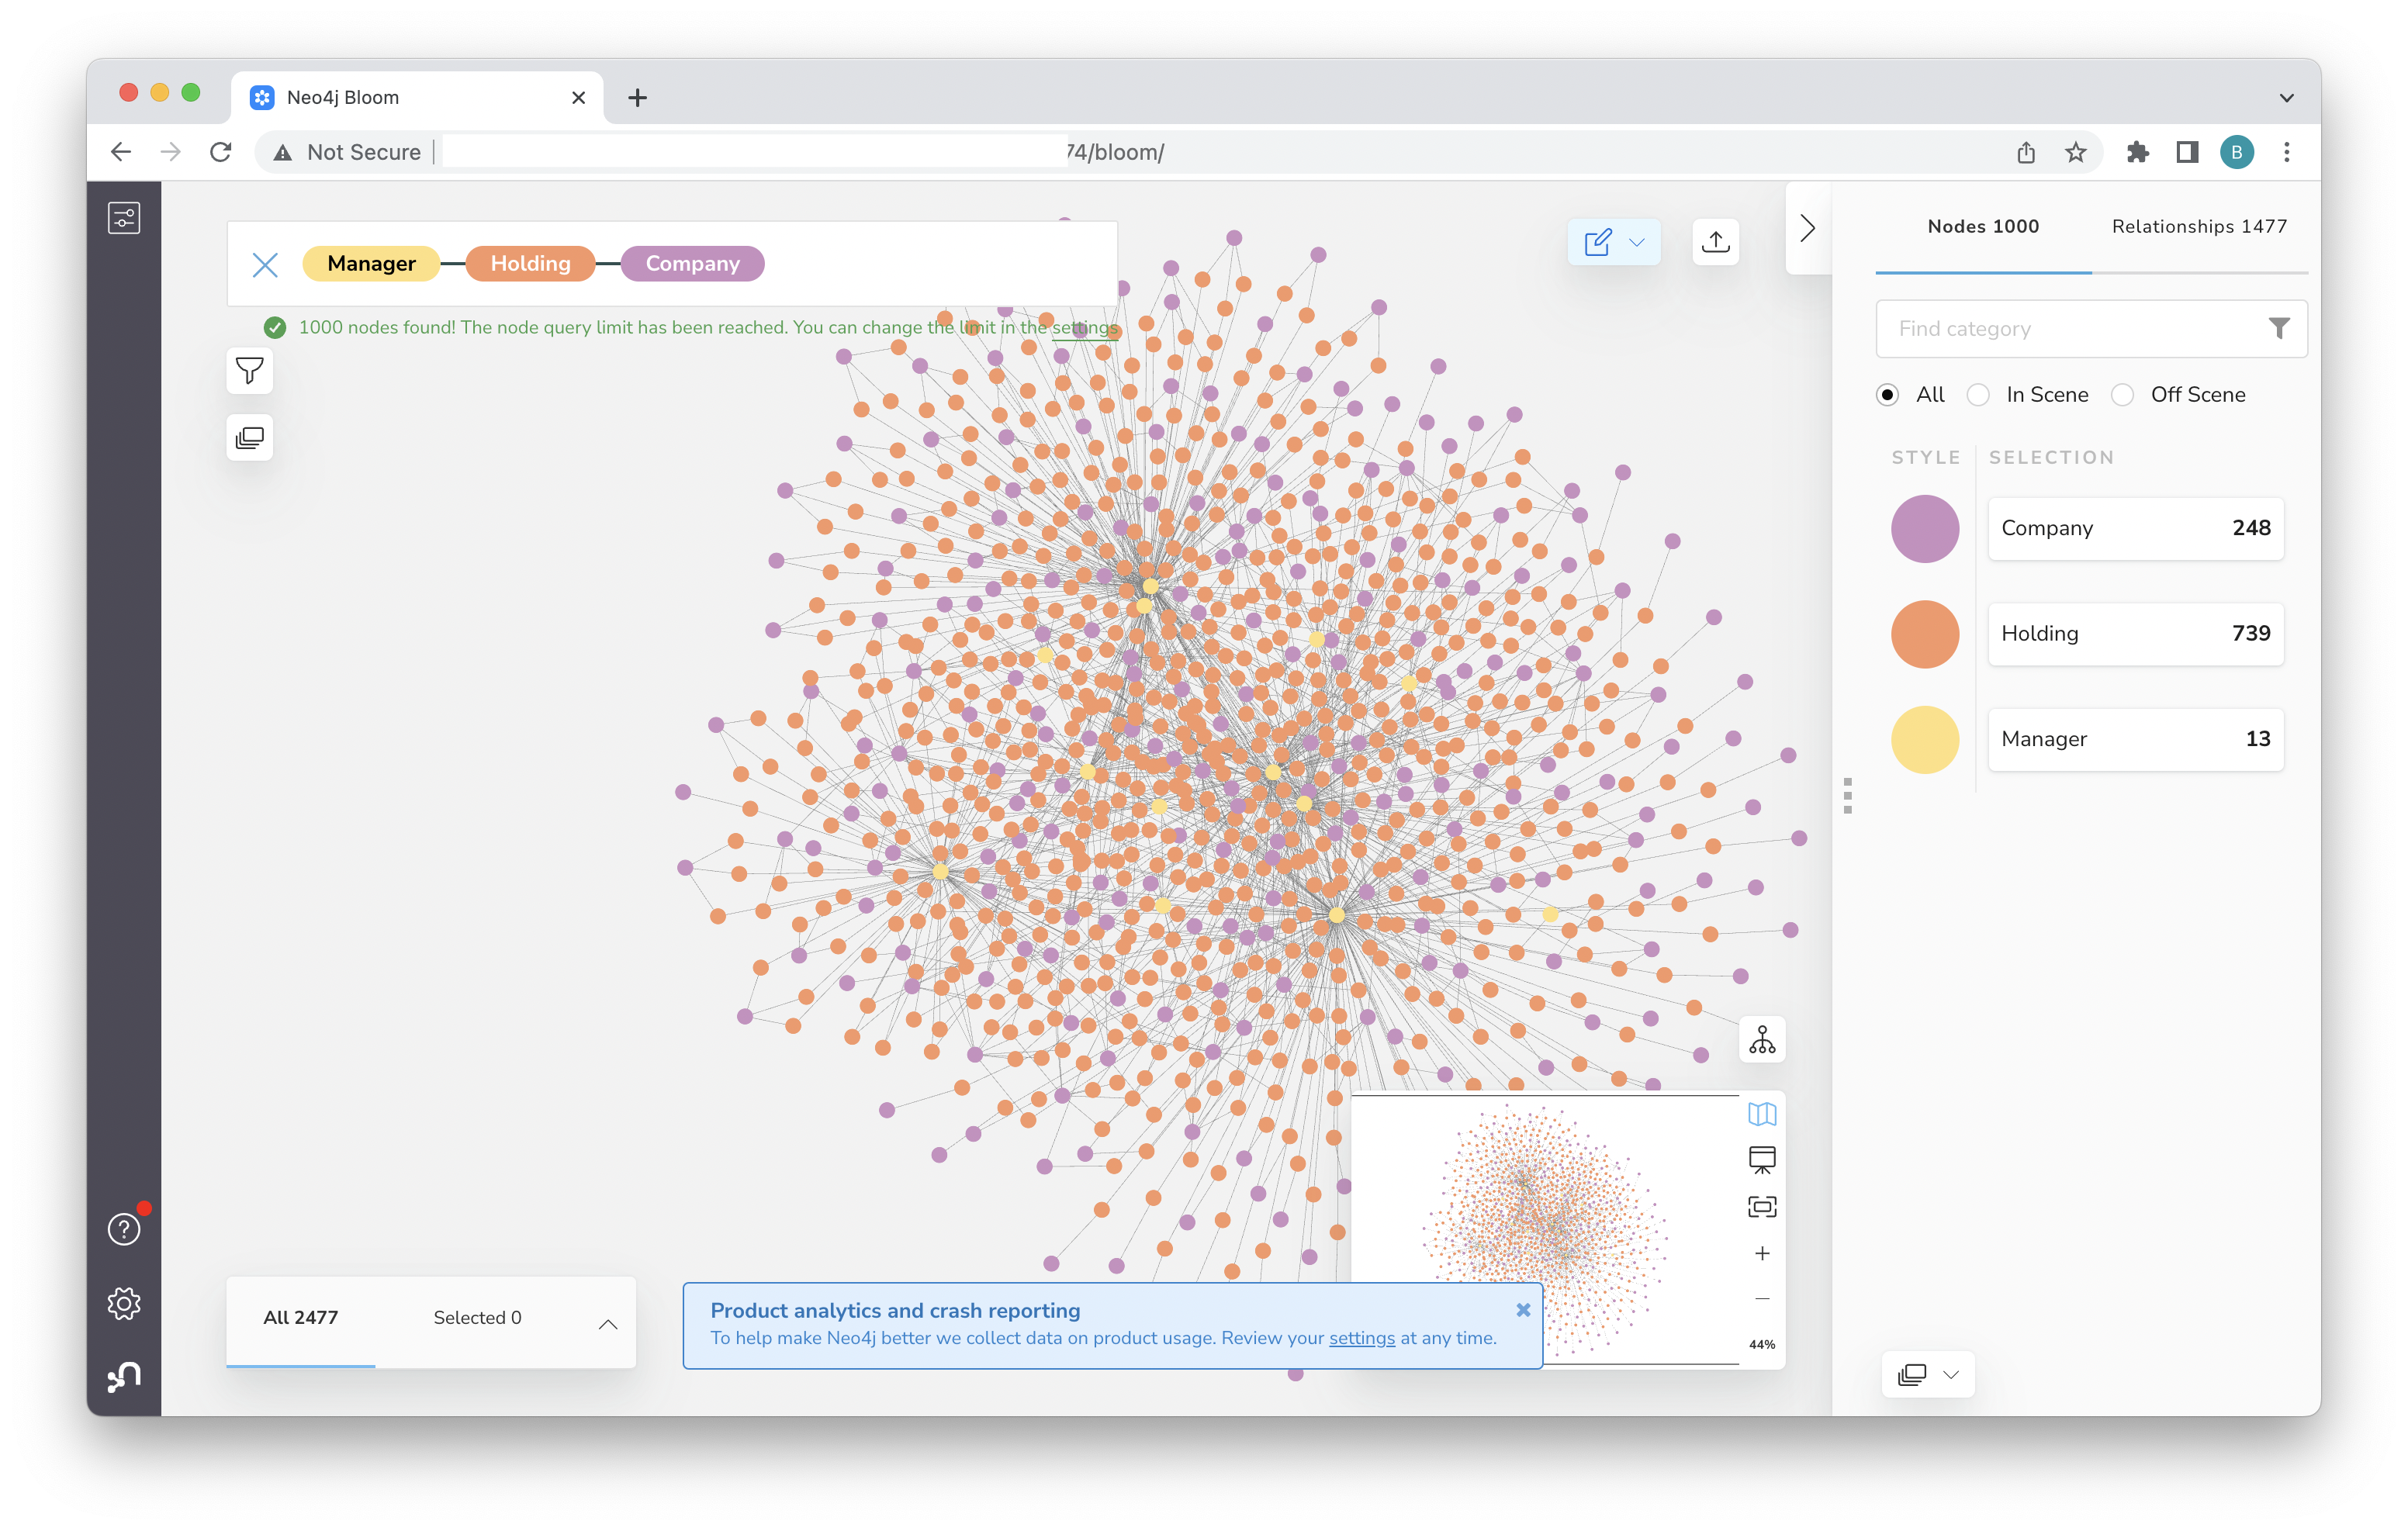 Neo4j Bloom
Not Secure
74/bloom/
B
Manager
Holding
Company
1000 nodes found! The node query limit has been reached. You can change the limit in the settings
Nodes 1000
Relationships 1477
Find category
All
In Scene
Off Scene
STYLE
SELECTION
Company 248
Holding 739
Manager 13
44%
All 2477
Selected 0
Product analytics and crash reporting
To help make Neo4j better we collect data on product usage. Review your settings at any time.